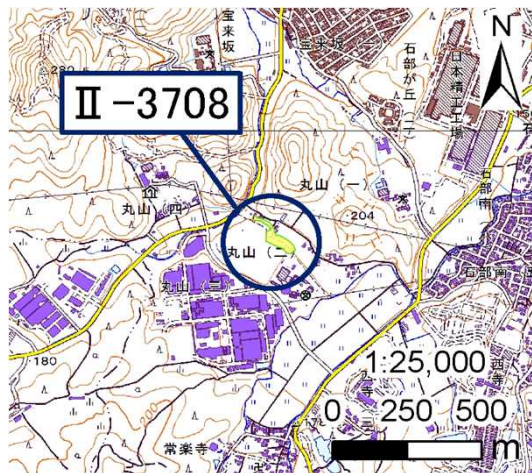 宝来坂
宝来坂
石部が丘(二)
日本精工工場
N
Ⅱ-3708
丸山(一)
石部南
丸山(四)
・204
丸山(二)
丸山(三)
石部南
・180
1:25,000
西寺
0 250 500
m
常楽寺